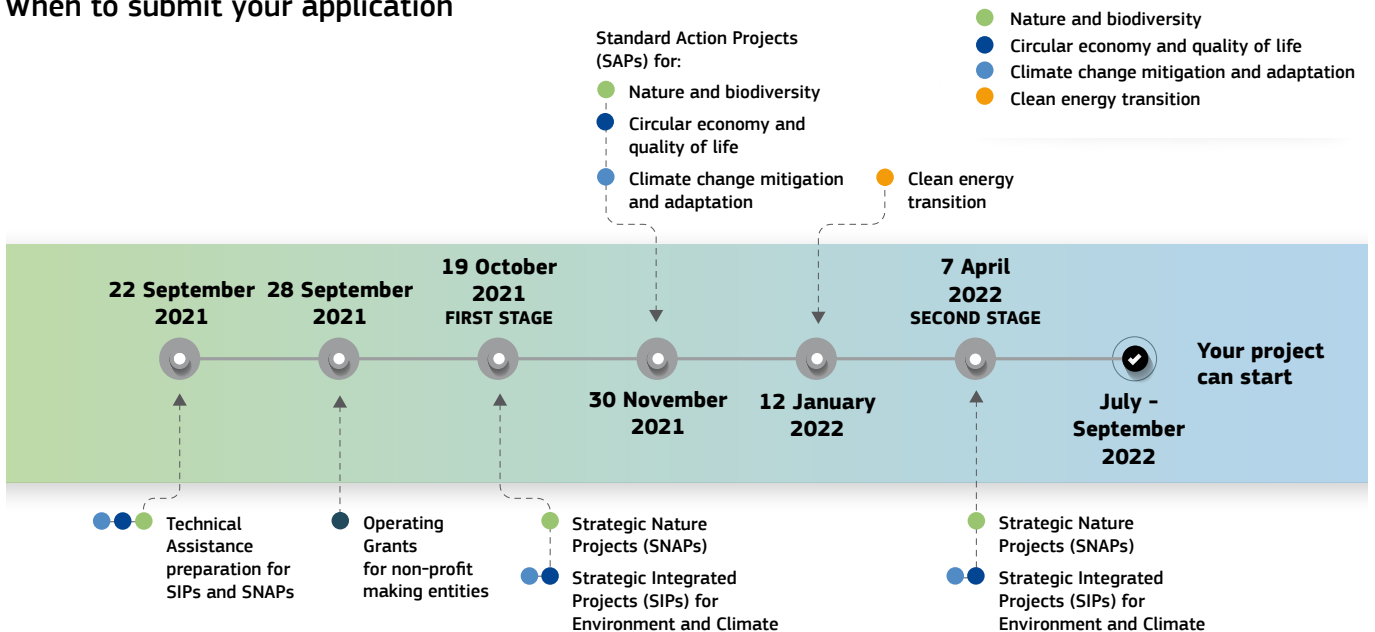 When to submit your application
Nature and biodiversity
Circular economy and quality of life
Climate change mitigation and adaptation
Clean energy transition
Standard Action Projects
(SAPs) for:
Nature and biodiversity
Circular economy and
quality of life
Climate change mitigation
and adaptation
Clean energy
transition
22 September
2021
28 September
2021
19 October
2021
FIRST STAGE
30 November
2021
12 January
2022
7 April
2022
SECOND STAGE
July -
September
2022
Your project
can start
Technical
Assistance
preparation for
SIPs and SNAPs
Operating
Grants
for non-profit
making entities
Strategic Nature
Projects (SNAPs)
Strategic Integrated
Projects (SIPs) for
Environment and Climate
Strategic Nature
Projects (SNAPs)
Strategic Integrated
Projects (SIPs) for
Environment and Climate